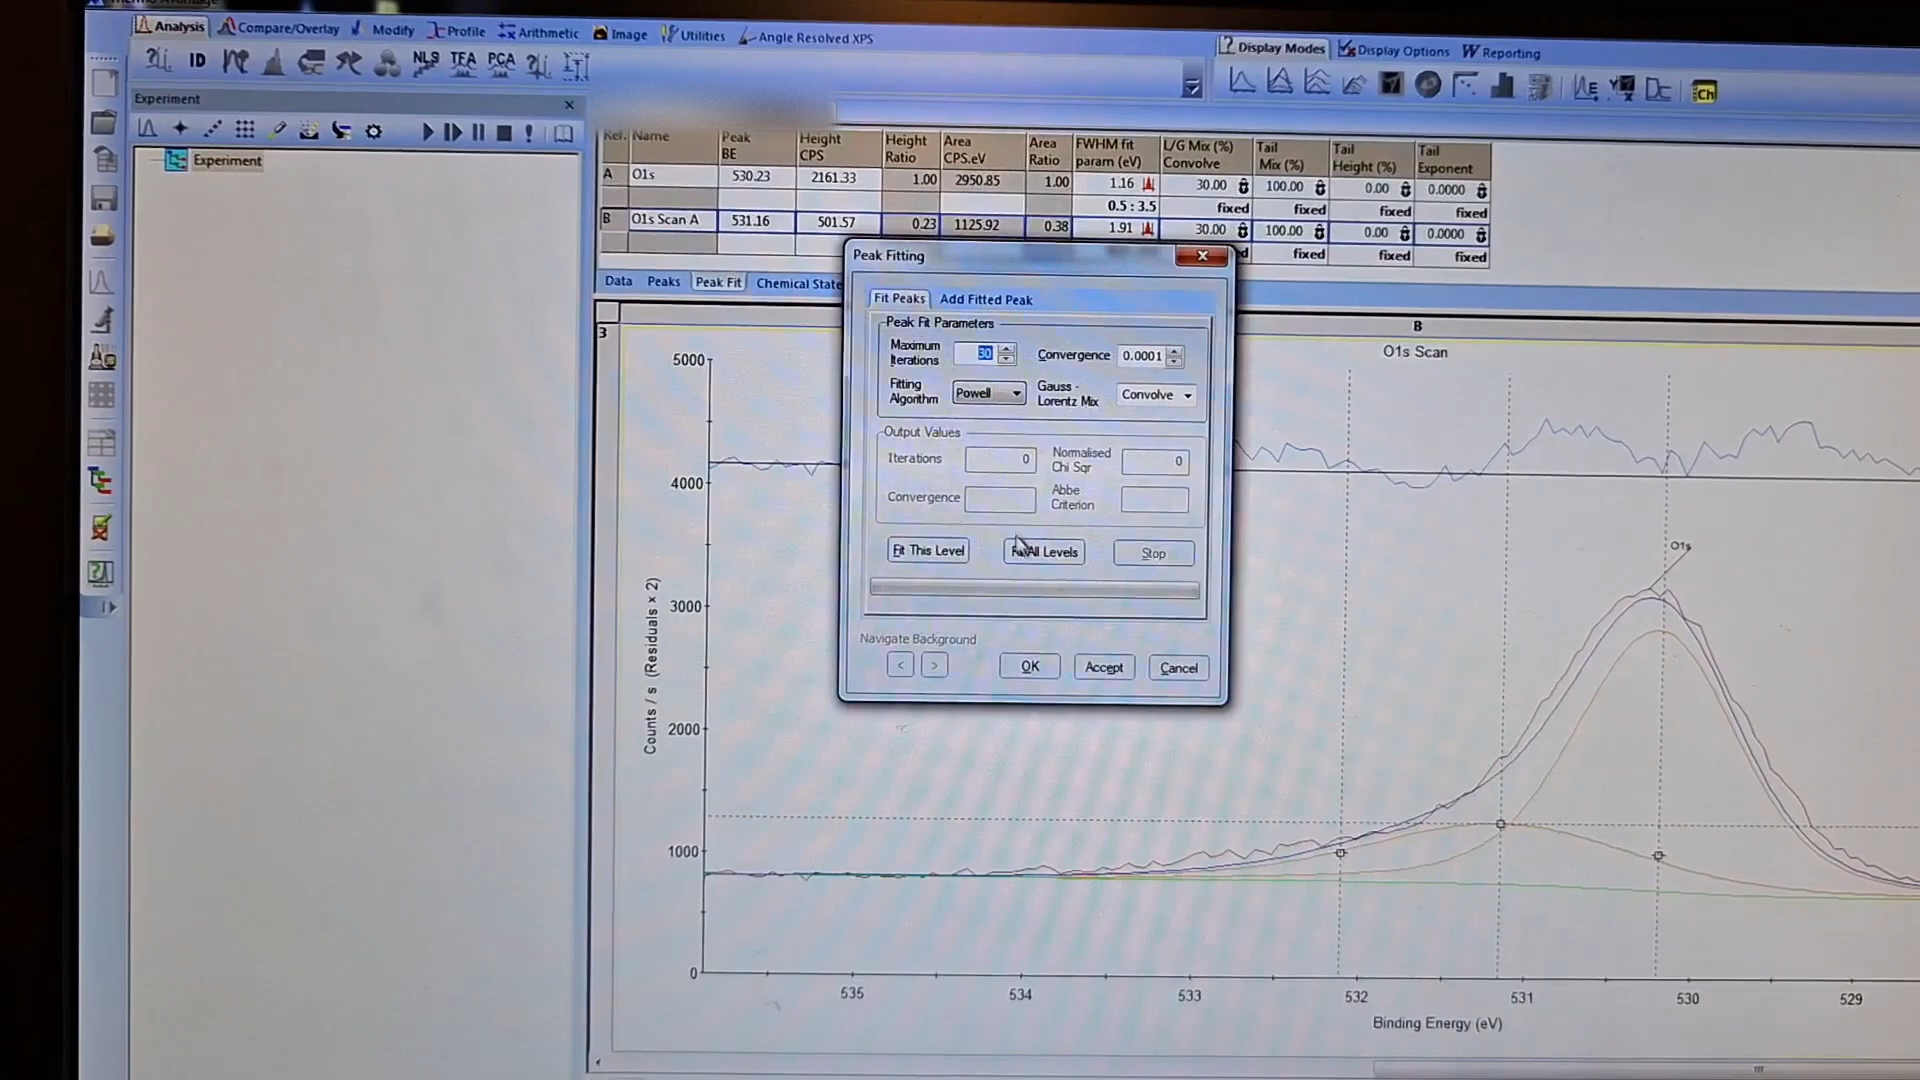 Thermo Avantage
Analysis Compare/Overlay Modify Profile Arithmetic Image Utilities Angle Resolved XPS
Display Modes Display Options Reporting
ID NLS TFA PCA
Ch
Experiment
Experiment
Ref. Name Peak BE Height CPS Height Ratio Area CPS.eV Area Ratio FWHM fit param (eV) L/G Mix (%) Convolve Tail Mix (%) Tail Height (%) Tail Exponent
A O1s 530.23 2161.33 1.00 2950.85 1.00 1.16 30.00 100.00 0.00 0.0000
0.5 : 3.5 fixed fixed fixed fixed
B O1s Scan A 531.16 501.57 0.23 1125.92 0.38 1.91 30.00 100.00 0.00 0.0000
fixed fixed fixed
Data Peaks Peak Fit Chemical State
Peak Fitting
Fit Peaks Add Fitted Peak
Peak Fit Parameters
Maximum Iterations 30 Convergence 0.0001
Fitting Algorithm Powell Gauss - Lorentz Mix Convolve
Output Values
Iterations 0 Normalised Chi Sqr 0
Convergence Abbe Criterion
Fit This Level All Levels Stop
Navigate Background
< > OK Accept Cancel
3
B
O1s Scan
O1s
5000
4000
3000
2000
1000
0
Counts / s (Residuals x 2)
535 534 533 532 531 530 529
Binding Energy (eV)